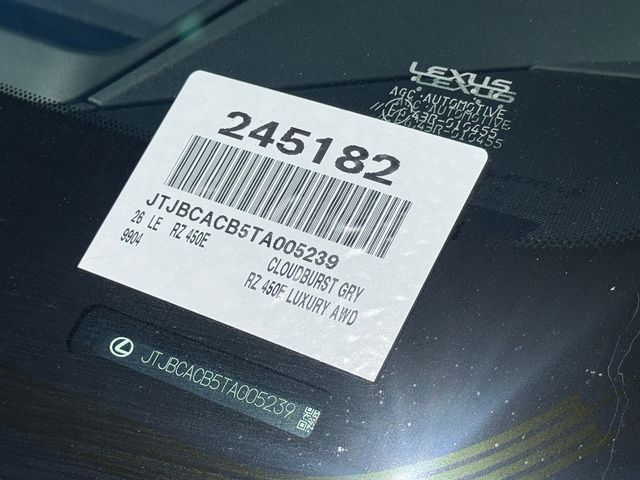 LEXUS
AGC AUTOMOTIVE
245182
JTJBCACB5TA005239
26 LE RZ 450E CLOUDBURST GRY
9904 RZ 450E LUXURY AWD
JTJBCACB5TA005239